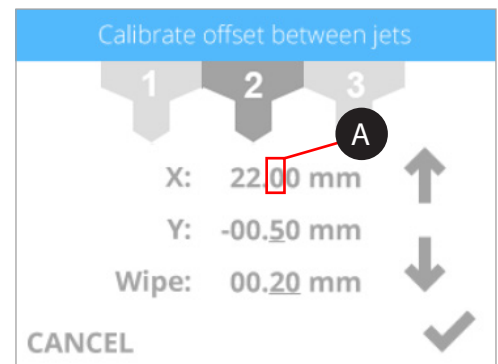 Calibrate offset between jets
1 2 3
A
X: 22.00 mm
Y: -00.50 mm
Wipe: 00.20 mm
CANCEL